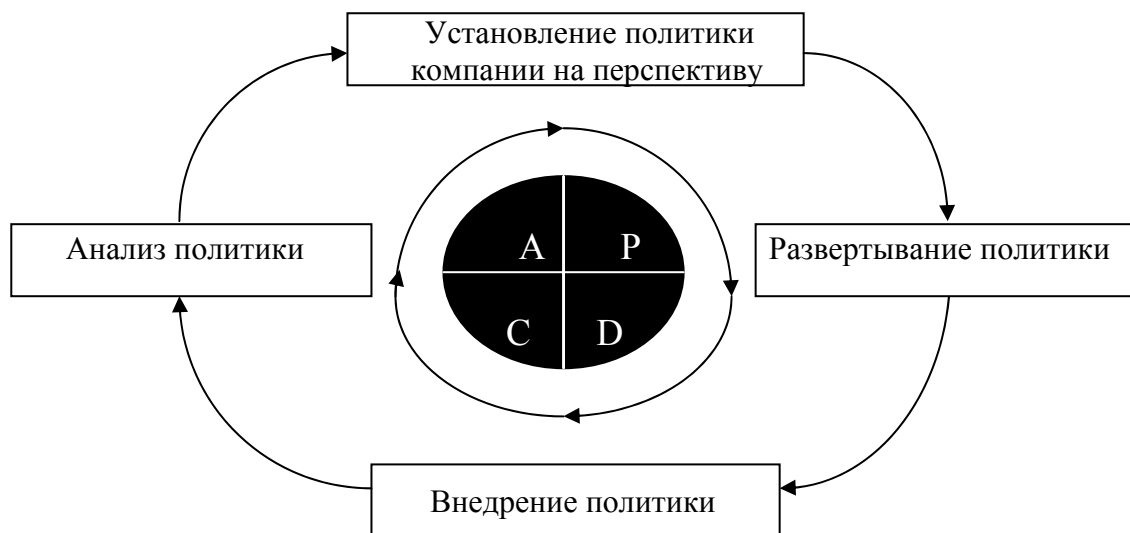 Установление политики
компании на перспективу
Анализ политики
A P
Развертывание политики
C D
Внедрение политики